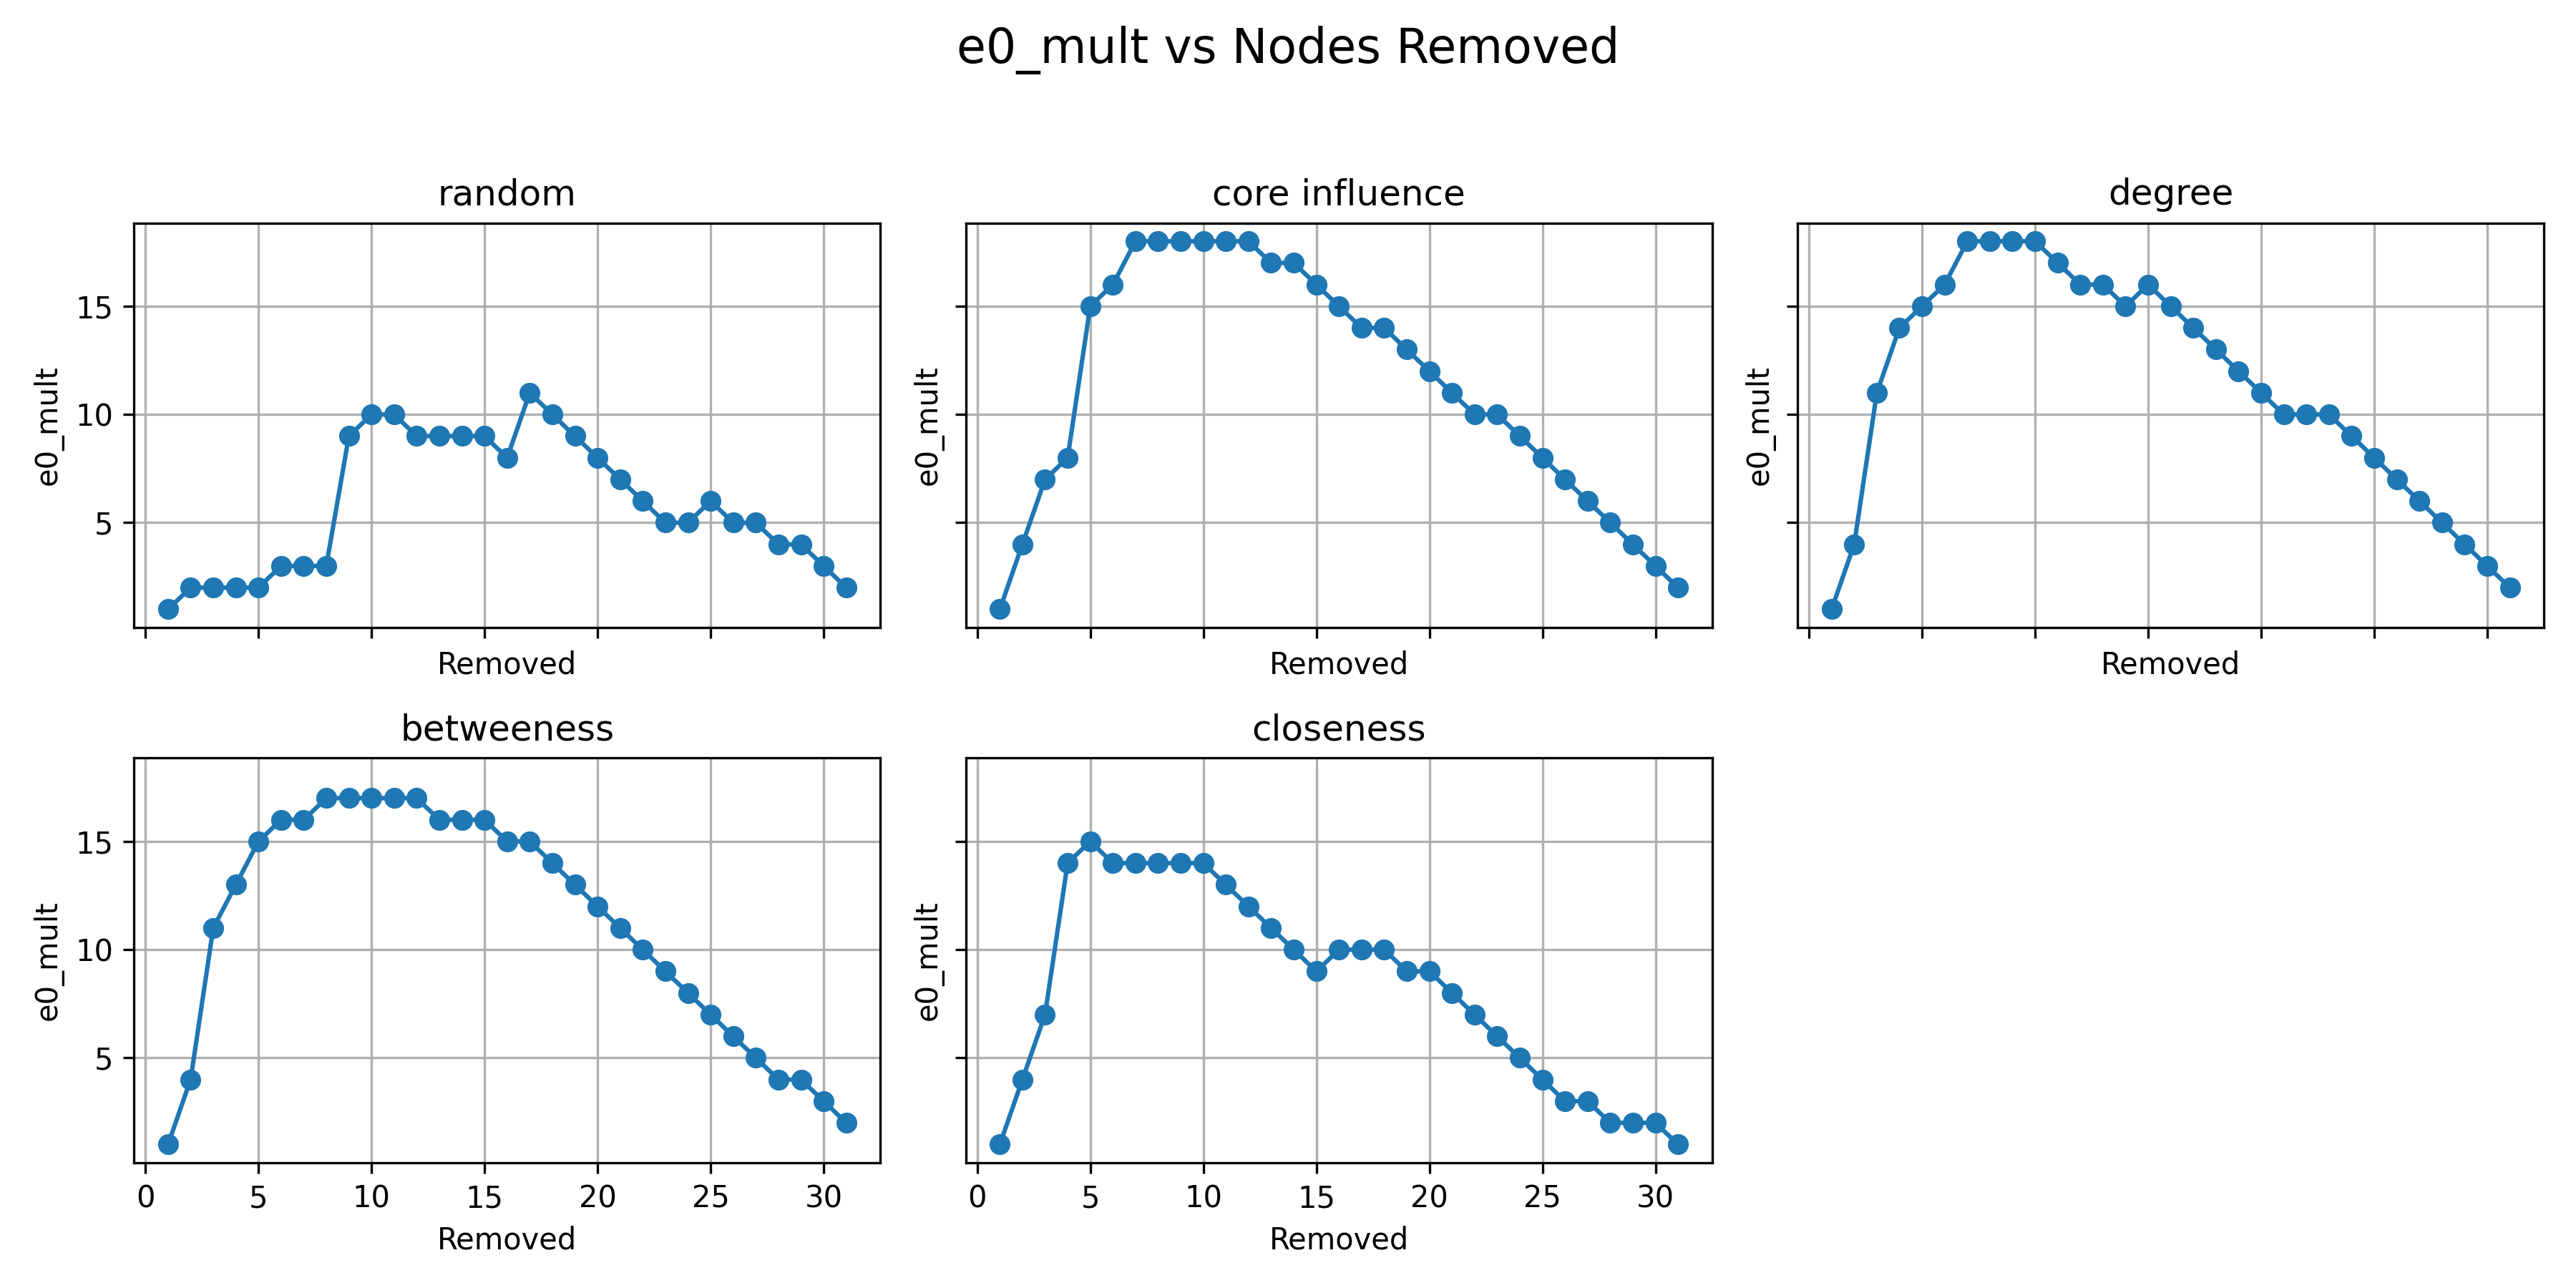 e0_mult vs Nodes Removed
random
core influence
degree
15
10
5
e0_mult
e0_mult
e0_mult
Removed
Removed
Removed
betweeness
closeness
15
10
5
e0_mult
e0_mult
0 5 10 15 20 25 30
0 5 10 15 20 25 30
Removed
Removed